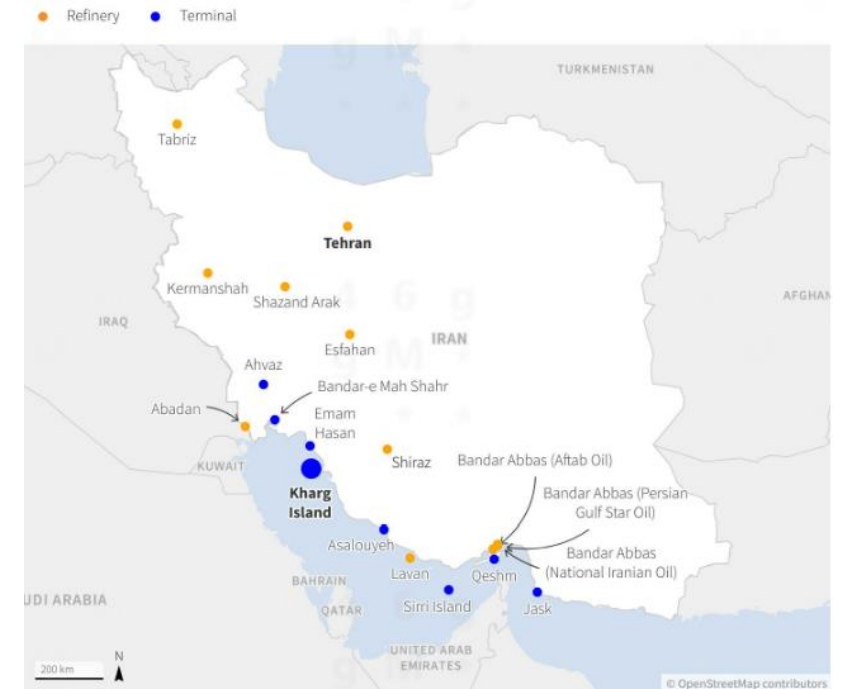 Refinery
Terminal
TURKMENISTAN
Tabriz
Tehran
Kermanshah
Shazand Arak
AFGHAN
IRAQ
IRAN
Esfahan
Ahvaz
Bandar-e Mah Shahr
Abadan
Emam
Hasan
Shiraz
Bandar Abbas (Aftab Oil)
KUWAIT
Kharg
Island
Bandar Abbas (Persian
Gulf Star Oil)
Asalouyeh
Bandar Abbas
(National Iranian Oil)
Lavan
Qeshm
BAHRAIN
UDI ARABIA
QATAR
Sirri Island
Jask
UNITED ARAB
EMIRATES
200 km
N
© OpenStreetMap contributors